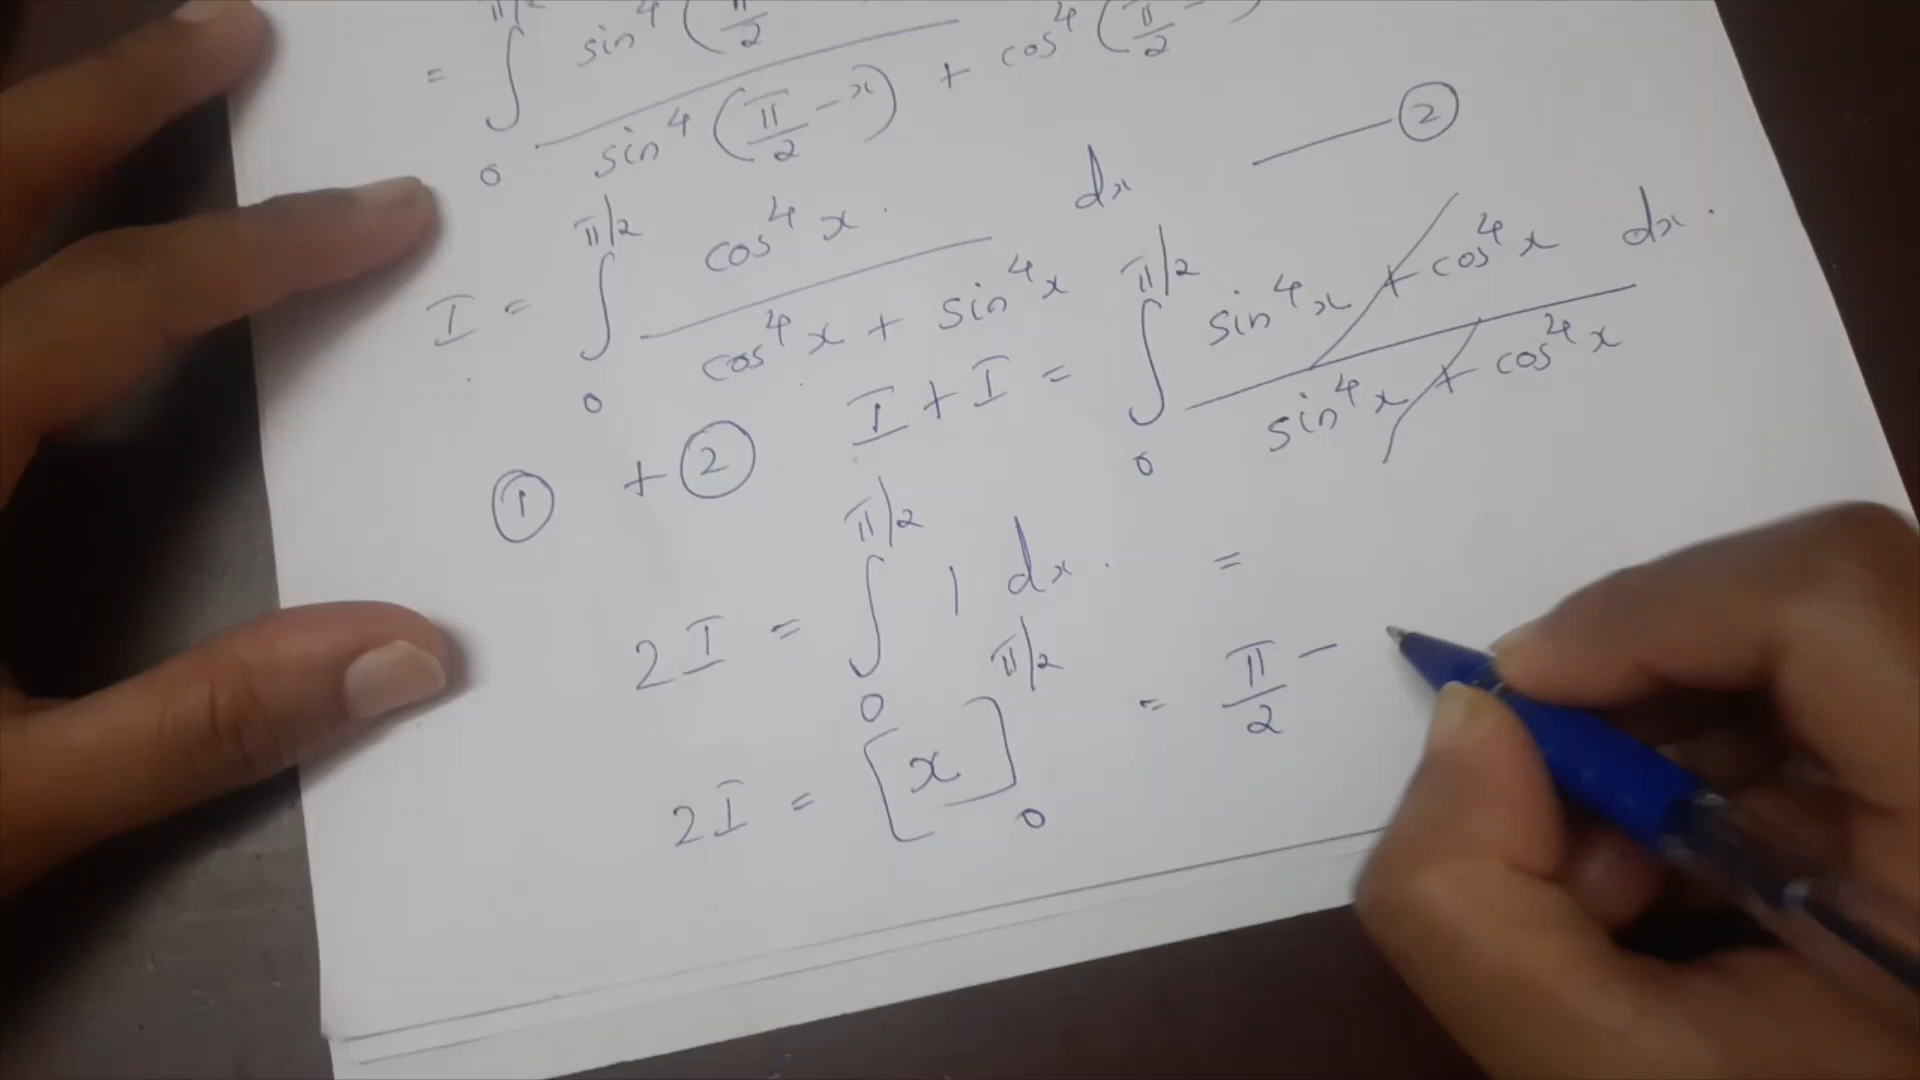 π/2 sin⁴(π/2
= ∫ sin⁴(π/2 - x) + cos⁴(π/2 -
0
dx —— ②
I = ∫ π/2 0 cos⁴x / cos⁴x + sin⁴x
① + ② I + I = ∫ π/2 0 sin⁴x + cos⁴x / sin⁴x + cos⁴x dx.
2I = ∫ π/2 0 1 dx. =
2I = [x] π/2 0 = π/2 -